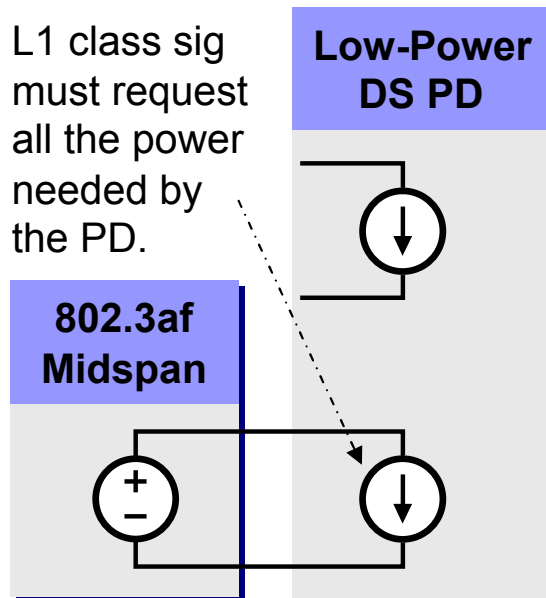 L1 class sig
must request
all the power
needed by
the PD.
Low-Power
DS PD
802.3af
Midspan
+
–